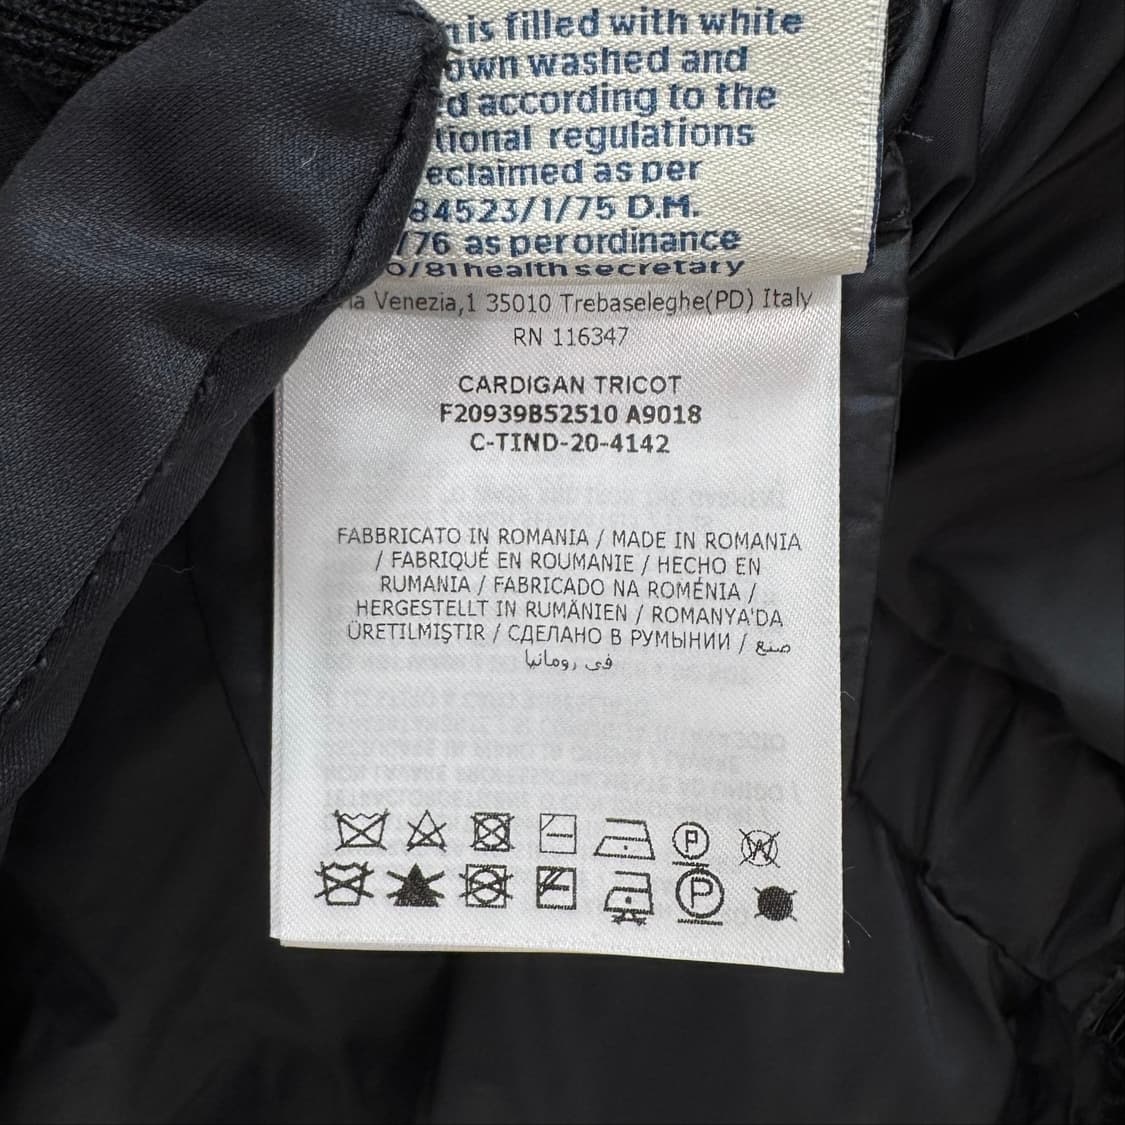 is filled with white
own washed and
d according to the
tional regulations
eclaimed as per
84523/1/75 D.M.
/76 as per ordinance
0/81 health secretary
ia Venezia,1 35010 Trebaseleghe(PD) Italy
RN 116347
CARDIGAN TRICOT
F20939B52510 A9018
C-TIND-20-4142
FABBRICATO IN ROMANIA / MADE IN ROMANIA
/ FABRIQUÉ EN ROUMANIE / HECHO EN
RUMANIA / FABRICADO NA ROMÉNIA /
HERGESTELLT IN RUMÄNIEN / ROMANYA'DA
ÜRETILMIŞTIR / СДЕЛАНО В РУМЫНИИ / صنع
في رومانيا
P W
P